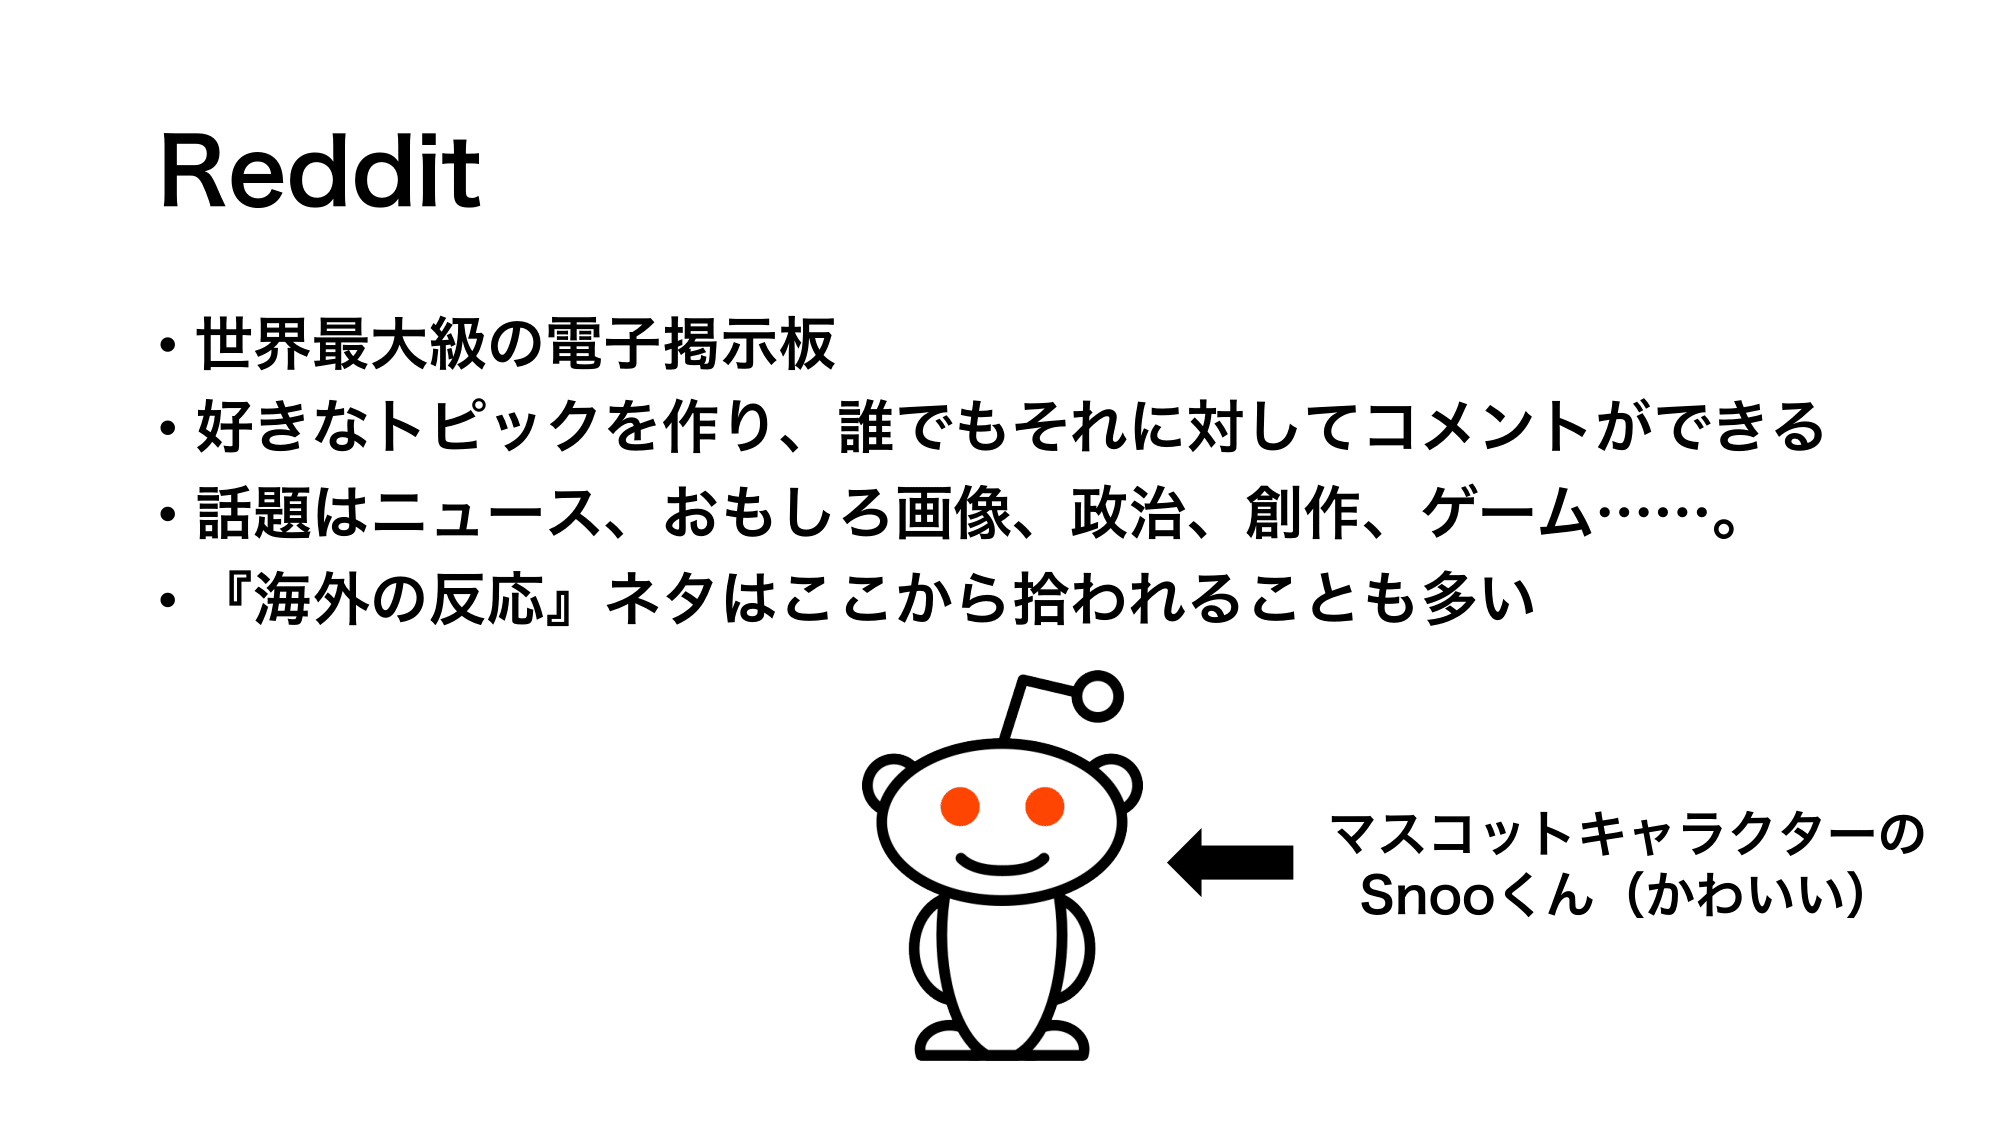 Reddit
・世界最大級の電子掲示板
・好きなトピックを作り、誰でもそれに対してコメントができる
・話題はニュース、おもしろ画像、政治、創作、ゲーム……。
・『海外の反応』ネタはここから拾われることも多い
マスコットキャラクターの
Snooくん（かわいい）